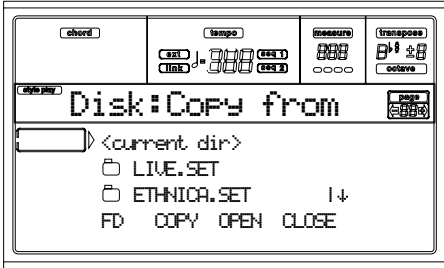 chord tempo measure transpose
ext seq 1
link seq 2
octave
style play
Disk:Copy from
page
<current dir>
LIVE.SET
ETHNICA.SET
FD COPY OPEN CLOSE